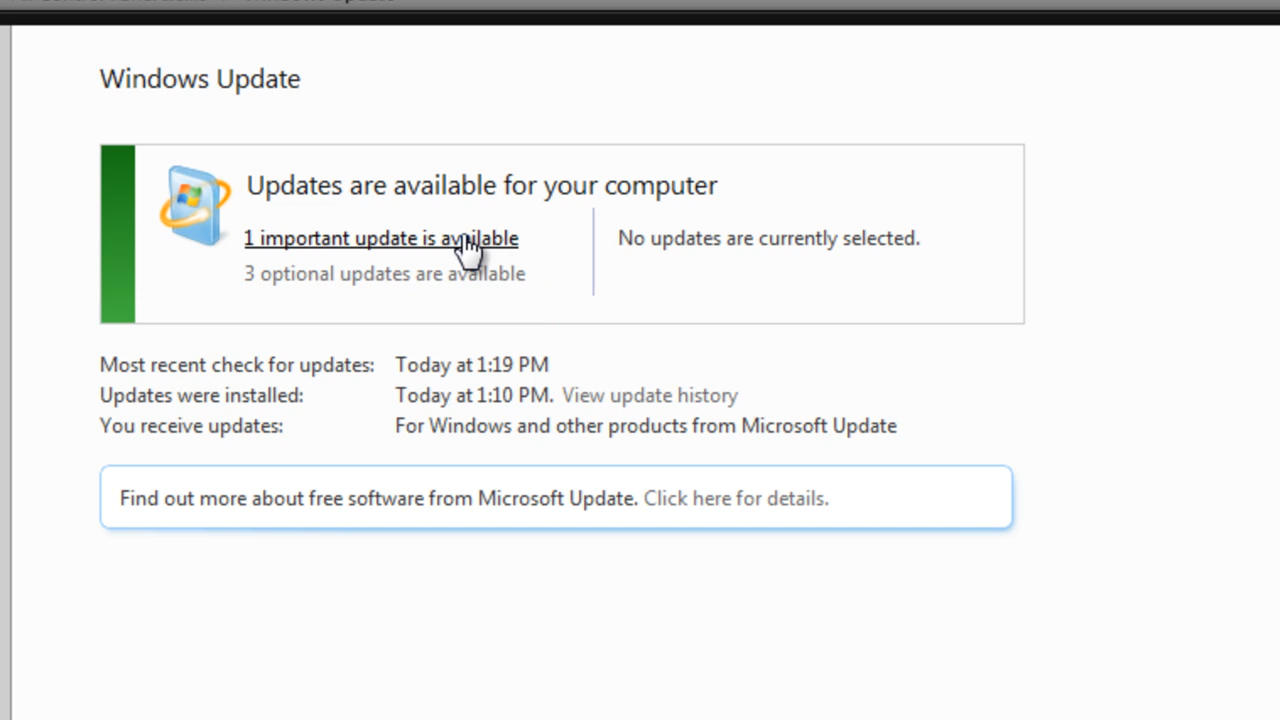 Windows Update
Updates are available for your computer
1 important update is available
No updates are currently selected.
3 optional updates are available
Most recent check for updates: Today at 1:19 PM
Updates were installed: Today at 1:10 PM. View update history
You receive updates: For Windows and other products from Microsoft Update
Find out more about free software from Microsoft Update. Click here for details.